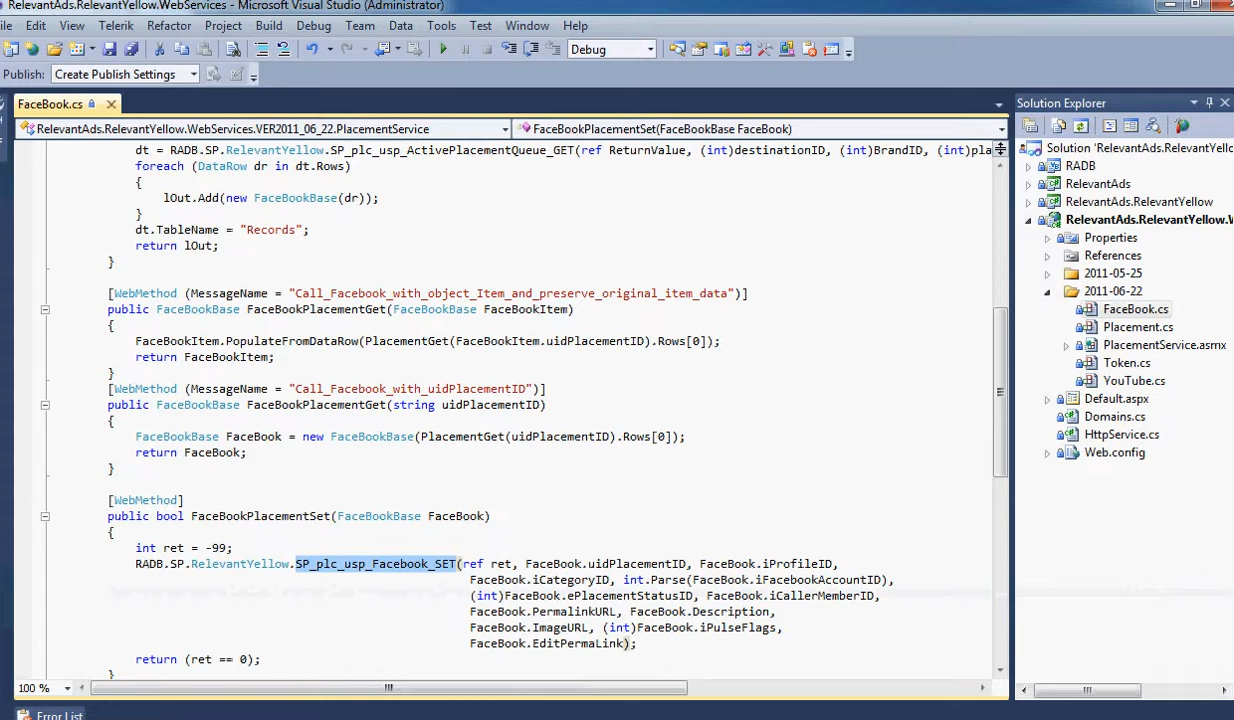 RelevantAds.RelevantYellow.WebServices - Microsoft Visual Studio (Administrator)
ile Edit View Telerik Refactor Project Build Debug Team Data Tools Test Window Help
Debug
Publish: Create Publish Settings
FaceBook.cs
RelevantAds.RelevantYellow.WebServices.VER2011_06_22.PlacementService
FaceBookPlacementSet(FaceBookBase FaceBook)
dt = RADB.SP.RelevantYellow.SP_plc_usp_ActivePlacementQueue_GET(ref ReturnValue, (int)destinationID, (int)BrandID, (int)pla
foreach (DataRow dr in dt.Rows)
{
lOut.Add(new FaceBookBase(dr));
}
dt.TableName = "Records";
return lOut;
}
[WebMethod (MessageName = "Call_Facebook_with_object_Item_and_preserve_original_item_data")]
public FaceBookBase FaceBookPlacementGet(FaceBookBase FaceBookItem)
{
FaceBookItem.PopulateFromDataRow(PlacementGet(FaceBookItem.uidPlacementID).Rows[0]);
return FaceBookItem;
}
[WebMethod (MessageName = "Call_Facebook_with_uidPlacementID")]
public FaceBookBase FaceBookPlacementGet(string uidPlacementID)
{
FaceBookBase FaceBook = new FaceBookBase(PlacementGet(uidPlacementID).Rows[0]);
return FaceBook;
}
[WebMethod]
public bool FaceBookPlacementSet(FaceBookBase FaceBook)
{
int ret = -99;
RADB.SP.RelevantYellow.SP_plc_usp_Facebook_SET(ref ret, FaceBook.uidPlacementID, FaceBook.iProfileID,
FaceBook.iCategoryID, int.Parse(FaceBook.iFacebookAccountID),
(int)FaceBook.ePlacementStatusID, FaceBook.iCallerMemberID,
FaceBook.PermalinkURL, FaceBook.Description,
FaceBook.ImageURL, (int)FaceBook.iPulseFlags,
FaceBook.EditPermaLink);
return (ret == 0);
}
100 %
Error List
Solution Explorer
Solution 'RelevantAds.RelevantYellc
RADB
RelevantAds
RelevantAds.RelevantYellow
RelevantAds.RelevantYellow.W
Properties
References
2011-05-25
2011-06-22
FaceBook.cs
Placement.cs
PlacementService.asmx
Token.cs
YouTube.cs
Default.aspx
Domains.cs
HttpService.cs
Web.config